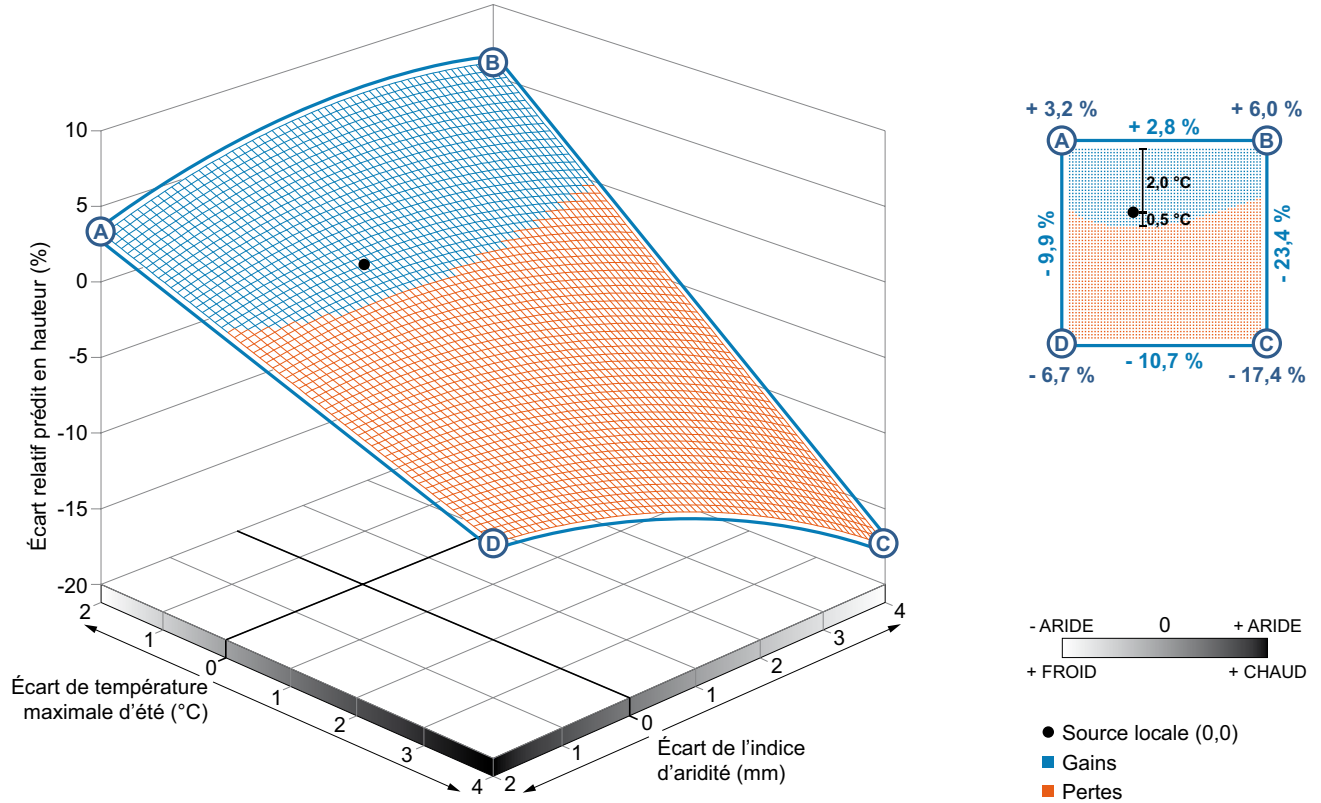 Écart relatif prédit en hauteur (%)
10
5
0
-5
-10
-15
-20
A
B
C
D
2
1
0
1
2
3
4
Écart de température
maximale d'été (°C)
2
1
0
1
2
3
4
Écart de l'indice
d'aridité (mm)
+ 3,2 %
+ 6,0 %
+ 2,8 %
A
B
2,0 °C
0,5 °C
- 9,9 %
- 23,4 %
D
C
- 10,7 %
- 6,7 %
- 17,4 %
- ARIDE 0 + ARIDE
+ FROID + CHAUD
Source locale (0,0)
Gains
Pertes